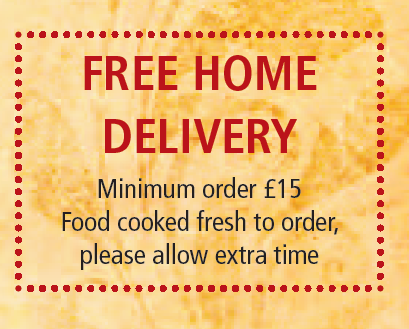 FREE HOME
DELIVERY
Minimum order £15
Food cooked fresh to order,
please allow extra time